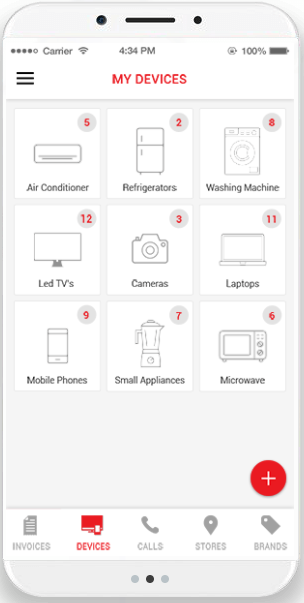 Carrier 4:34 PM 100%
MY DEVICES
5 2 8
Air Conditioner Refrigerators Washing Machine
12 3 11
Led TV's Cameras Laptops
9 7 6
Mobile Phones Small Appliances Microwave
+
INVOICES DEVICES CALLS STORES BRANDS